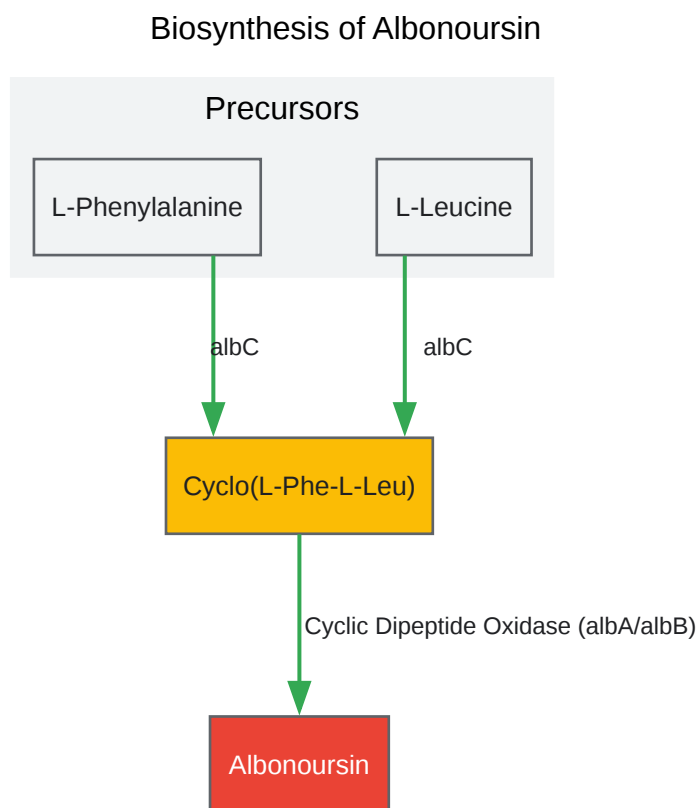 Biosynthesis of Albonoursin
Precursors
L-Phenylalanine
L-Leucine
albC
albC
Cyclo(L-Phe-L-Leu)
Cyclic Dipeptide Oxidase (albA/albB)
Albonoursin